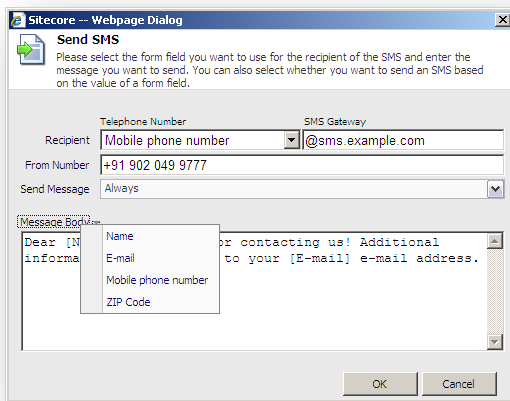 Sitecore -- Webpage Dialog
Send SMS
Please select the form field you want to use for the recipient of the SMS and enter the
message you want to send. You can also select whether you want to send an SMS based
on the value of a form field.
Telephone Number SMS Gateway
Recipient Mobile phone number @sms.example.com
From Number +91 902 049 9777
Send Message Always
Message Body
Dear [N or contacting us! Additional
informa to your [E-mail] e-mail address.
Name
E-mail
Mobile phone number
ZIP Code
OK Cancel